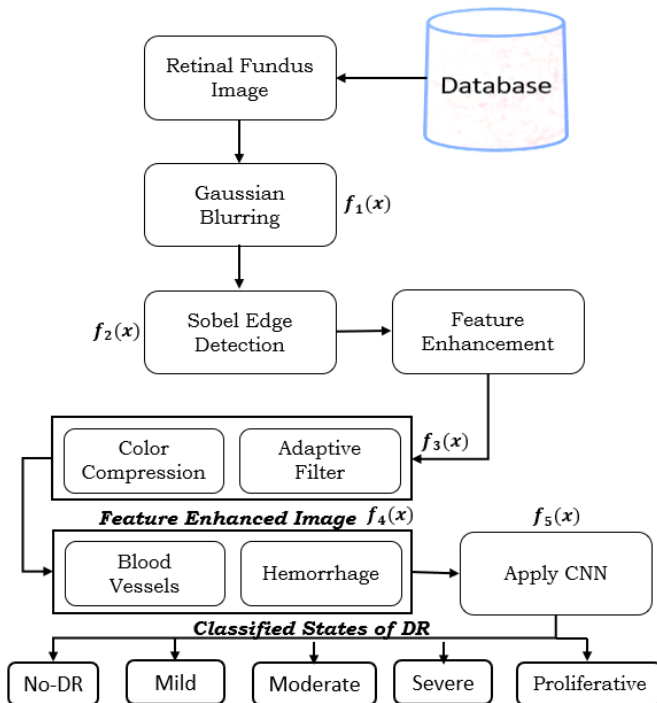 Retinal Fundus
Image
Database
Gaussian
Blurring
f₁(x)
f₂(x)
Sobel Edge
Detection
Feature
Enhancement
f₃(x)
Color
Compression
Adaptive
Filter
Feature Enhanced Image
f₄(x)
f₅(x)
Blood
Vessels
Hemorrhage
Apply CNN
Classified States of DR
No-DR
Mild
Moderate
Severe
Proliferative